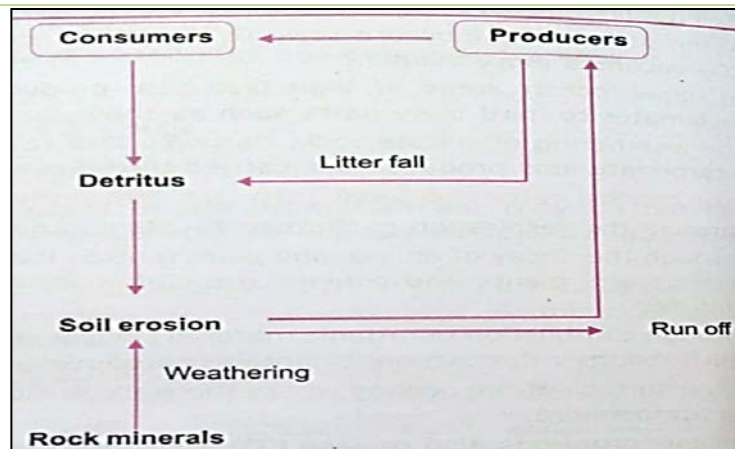 Consumers Producers
Litter fall
Detritus
Soil erosion Run off
Weathering
Rock minerals